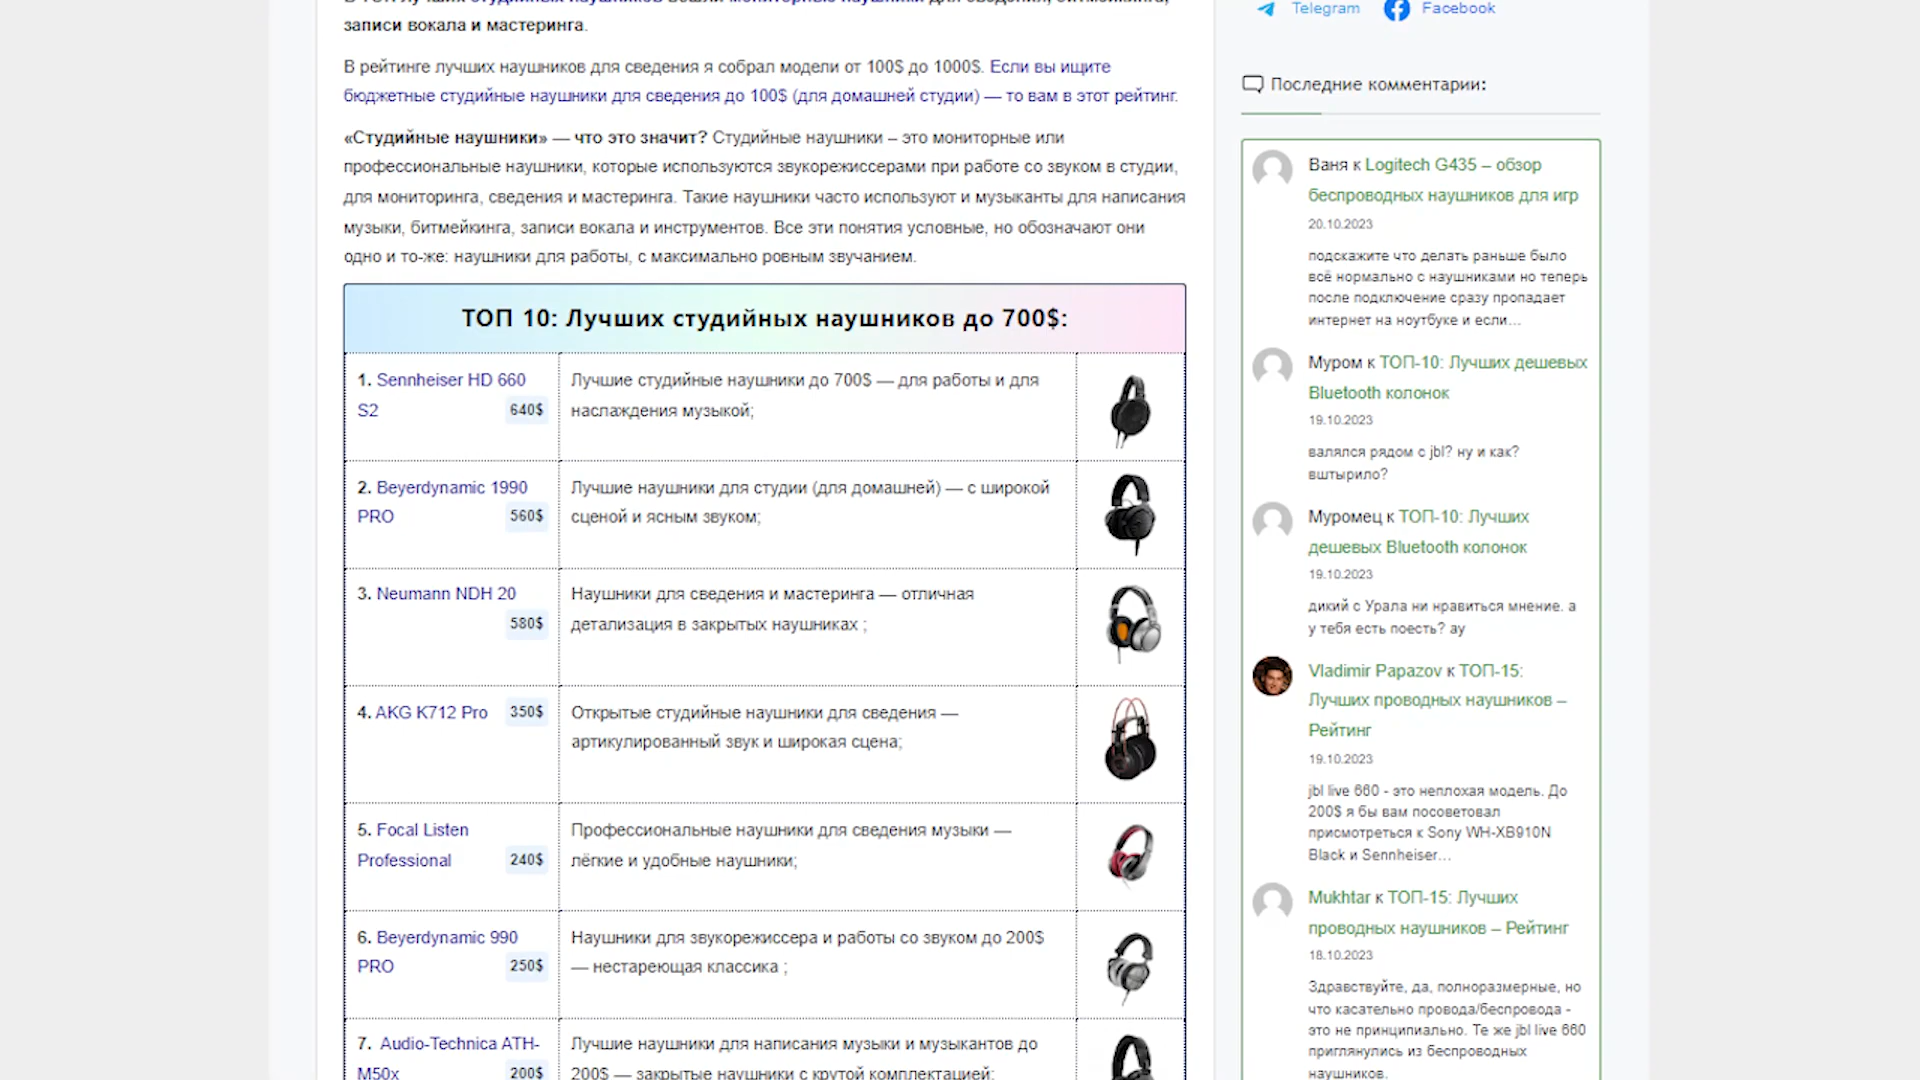 записи вокала и мастеринга.
В рейтинге лучших наушников для сведения я собрал модели от 100$ до 1000$. Если вы ищите
бюджетные студийные наушники для сведения до 100$ (для домашней студии) — то вам в этот рейтинг.
«Студийные наушники» — что это значит? Студийные наушники – это мониторные или
профессиональные наушники, которые используются звукорежиссерами при работе со звуком в студии,
для мониторинга, сведения и мастеринга. Такие наушники часто используют и музыканты для написания
музыки, битмейкинга, записи вокала и инструментов. Все эти понятия условные, но обозначают они
одно и то-же: наушники для работы, с максимально ровным звучанием.
ТОП 10: Лучших студийных наушников до 700$:
1. Sennheiser HD 660
S2 640$
Лучшие студийные наушники до 700$ — для работы и для
наслаждения музыкой;
2. Beyerdynamic 1990
PRO 560$
Лучшие наушники для студии (для домашней) — с широкой
сценой и ясным звуком;
3. Neumann NDH 20
580$
Наушники для сведения и мастеринга — отличная
детализация в закрытых наушниках ;
4. AKG K712 Pro 350$
Открытые студийные наушники для сведения —
артикулированный звук и широкая сцена;
5. Focal Listen
Professional 240$
Профессиональные наушники для сведения музыки —
лёгкие и удобные наушники;
6. Beyerdynamic 990
PRO 250$
Наушники для звукорежиссера и работы со звуком до 200$
— нестареющая классика ;
7. Audio-Technica ATH-
M50x 200$
Лучшие наушники для написания музыки и музыкантов до
200$ — закрытые наушники с крутой комплектацией;
Telegram Facebook
Последние комментарии:
Ваня к Logitech G435 – обзор
беспроводных наушников для игр
20.10.2023
подскажите что делать раньше было
всё нормально с наушниками но теперь
после подключение сразу пропадает
интернет на ноутбуке и если…
Муром к ТОП-10: Лучших дешевых
Bluetooth колонок
19.10.2023
валялся рядом с jbl? ну и как?
вштырило?
Муромец к ТОП-10: Лучших
дешевых Bluetooth колонок
19.10.2023
дикий с Урала ни нравиться мнение. а
у тебя есть поесть? ау
Vladimir Papazov к ТОП-15:
Лучших проводных наушников –
Рейтинг
19.10.2023
jbl live 660 - это неплохая модель. До
200$ я бы вам посоветовал
присмотреться к Sony WH-XB910N
Black и Sennheiser…
Mukhtar к ТОП-15: Лучших
проводных наушников – Рейтинг
18.10.2023
Здравствуйте, да, полноразмерные, но
что касательно провода/беспровода -
это не принципиально. Те же jbl live 660
приглянулись из беспроводных
наушников.